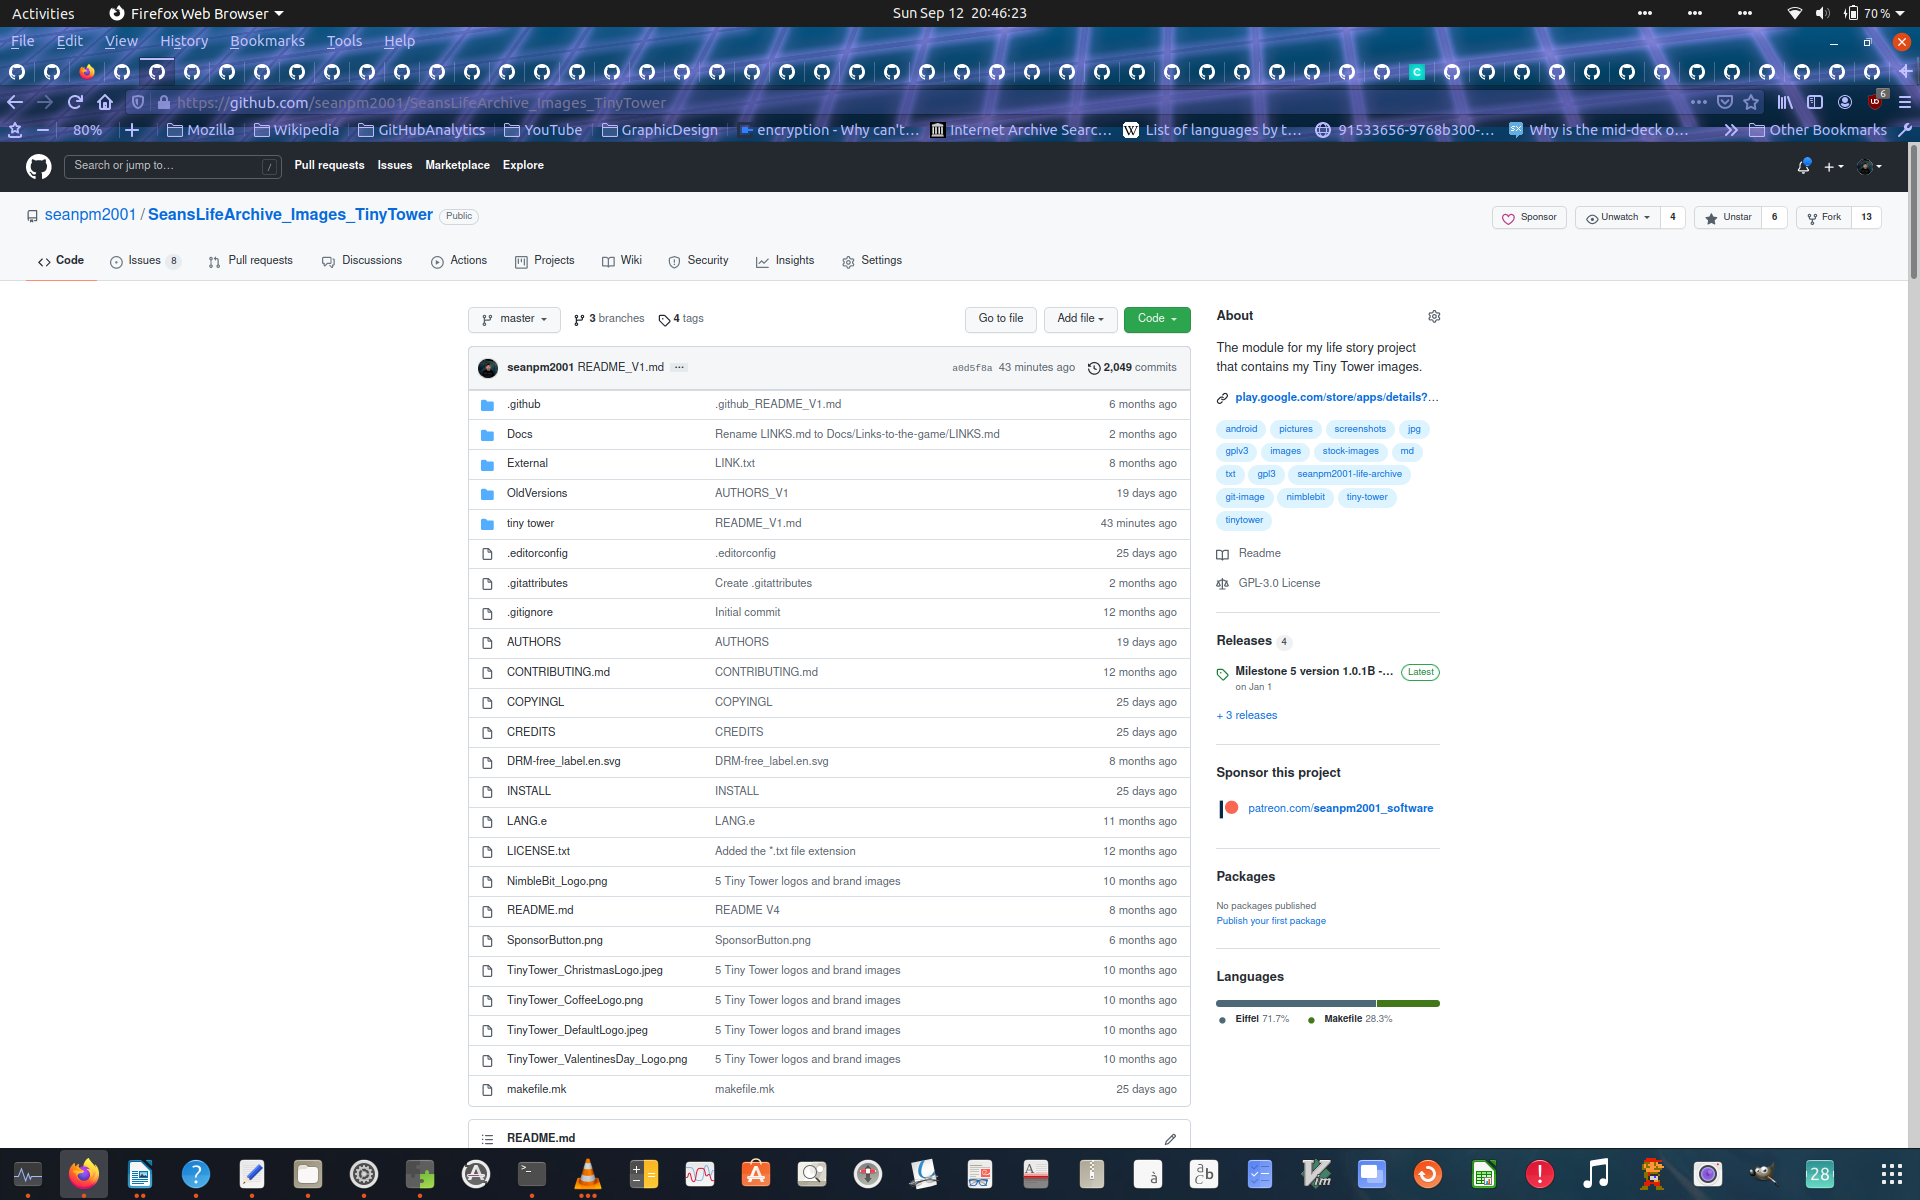 Activities Firefox Web Browser Sun Sep 12 20:46:23 70 %
File Edit View History Bookmarks Tools Help
https://github.com/seanpm2001/SeansLifeArchive_Images_TinyTower 6
80% Mozilla Wikipedia GitHubAnalytics YouTube GraphicDesign encryption - Why can't… Internet Archive Searc… List of languages by t… 91533656-9768b300-… Why is the mid-deck o… Other Bookmarks
Search or jump to… / Pull requests Issues Marketplace Explore
seanpm2001 / SeansLifeArchive_Images_TinyTower Public Sponsor Unwatch 4 Unstar 6 Fork 13
Code Issues 8 Pull requests Discussions Actions Projects Wiki Security Insights Settings
master 3 branches 4 tags Go to file Add file Code
seanpm2001 README_V1.md … a0d5f8a 43 minutes ago 2,049 commits
.github .github_README_V1.md 6 months ago
Docs Rename LINKS.md to Docs/Links-to-the-game/LINKS.md 2 months ago
External LINK.txt 8 months ago
OldVersions AUTHORS_V1 19 days ago
tiny tower README_V1.md 43 minutes ago
.editorconfig .editorconfig 25 days ago
.gitattributes Create .gitattributes 2 months ago
.gitignore Initial commit 12 months ago
AUTHORS AUTHORS 19 days ago
CONTRIBUTING.md CONTRIBUTING.md 12 months ago
COPYINGL COPYINGL 25 days ago
CREDITS CREDITS 25 days ago
DRM-free_label.en.svg DRM-free_label.en.svg 8 months ago
INSTALL INSTALL 25 days ago
LANG.e LANG.e 11 months ago
LICENSE.txt Added the *.txt file extension 12 months ago
NimbleBit_Logo.png 5 Tiny Tower logos and brand images 10 months ago
README.md README V4 8 months ago
SponsorButton.png SponsorButton.png 6 months ago
TinyTower_ChristmasLogo.jpeg 5 Tiny Tower logos and brand images 10 months ago
TinyTower_CoffeeLogo.png 5 Tiny Tower logos and brand images 10 months ago
TinyTower_DefaultLogo.jpeg 5 Tiny Tower logos and brand images 10 months ago
TinyTower_ValentinesDay_Logo.png 5 Tiny Tower logos and brand images 10 months ago
makefile.mk makefile.mk 25 days ago
README.md
About
The module for my life story project
that contains my Tiny Tower images.
play.google.com/store/apps/details?…
android pictures screenshots jpg
gplv3 images stock-images md
txt gpl3 seanpm2001-life-archive
git-image nimblebit tiny-tower
tinytower
Readme
GPL-3.0 License
Releases 4
Milestone 5 version 1.0.1B -… Latest
on Jan 1
+ 3 releases
Sponsor this project
patreon.com/seanpm2001_software
Packages
No packages published
Publish your first package
Languages
Eiffel 71.7% Makefile 28.3%
28